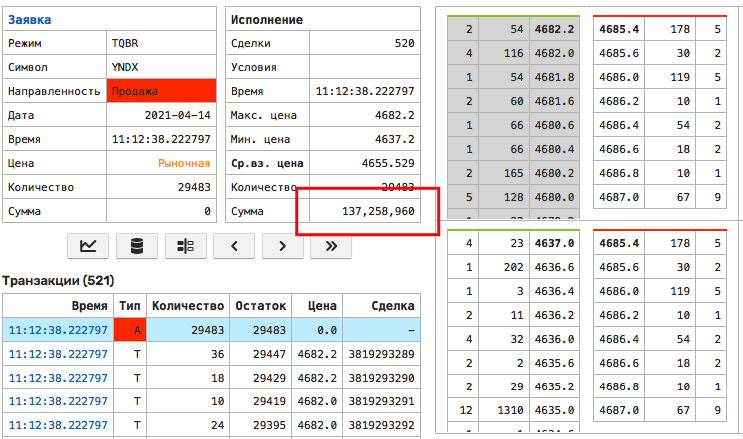 Заявка
Режим TQBR
Символ YNDX
Направленность Продажа
Дата 2021-04-14
Время 11:12:38.222797
Цена Рыночная
Количество 29483
Сумма 0
Исполнение
Сделки 520
Условия
Время 11:12:38.222797
Макс. цена 4682.2
Мин. цена 4637.2
Ср.вз. цена 4655.529
Количество 29483
Сумма 137,258,960
Транзакции (521)
Время Тип Количество Остаток Цена Сделка
11:12:38.222797 A 29483 29483 0.0 –
11:12:38.222797 T 36 29447 4682.2 3819293289
11:12:38.222797 T 18 29429 4682.2 3819293290
11:12:38.222797 T 10 29419 4682.0 3819293291
11:12:38.222797 T 24 29395 4682.0 3819293292
2 54 4682.2 4685.4 178 5
4 116 4682.0 4685.6 30 2
1 54 4681.8 4686.0 119 5
2 60 4681.6 4686.2 10 1
1 66 4680.6 4686.4 54 2
1 66 4680.4 4686.6 18 2
2 165 4680.2 4686.8 10 1
5 128 4680.0 4687.0 67 9
4 23 4637.0 4685.4 178 5
1 202 4636.6 4685.6 30 2
1 3 4636.4 4686.0 119 5
2 11 4636.2 4686.2 10 1
4 32 4636.0 4686.4 54 2
2 2 4635.6 4686.6 18 2
2 29 4635.2 4686.8 10 1
12 1310 4635.0 4687.0 67 9